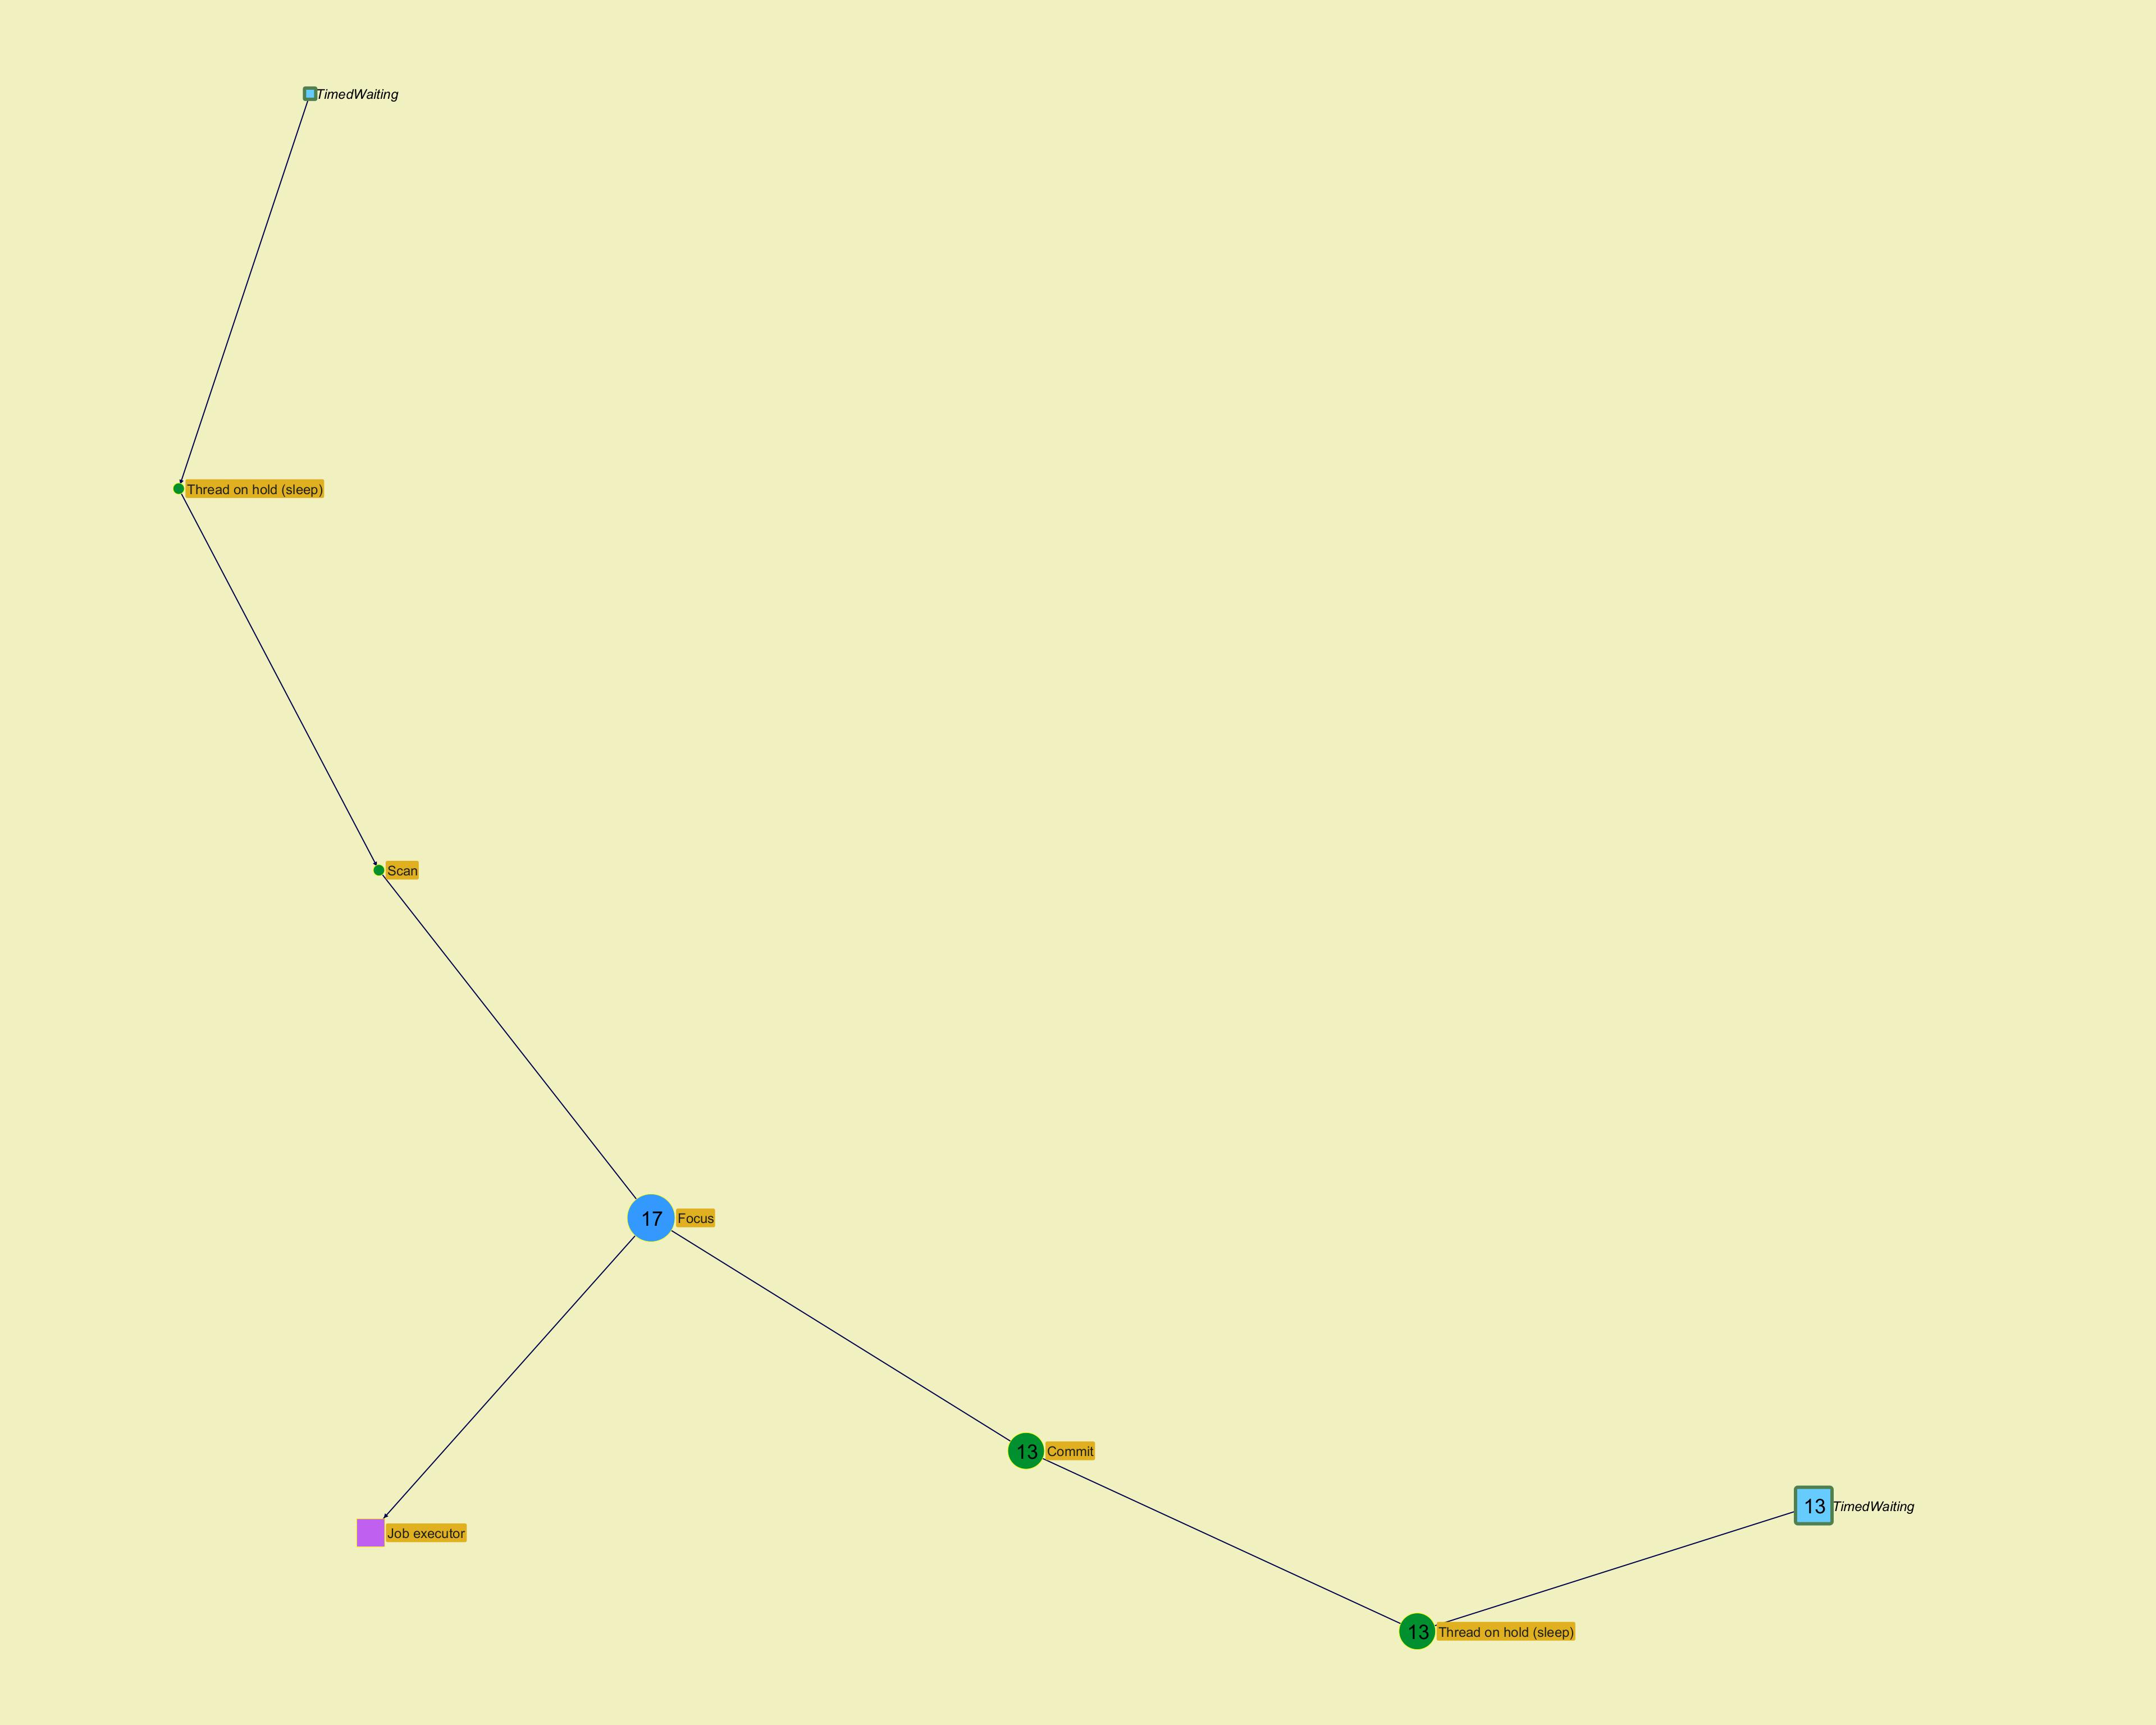 TimedWaiting
Thread on hold (sleep)
Scan
17 Focus
13 Commit
13 TimedWaiting
Job executor
13 Thread on hold (sleep)